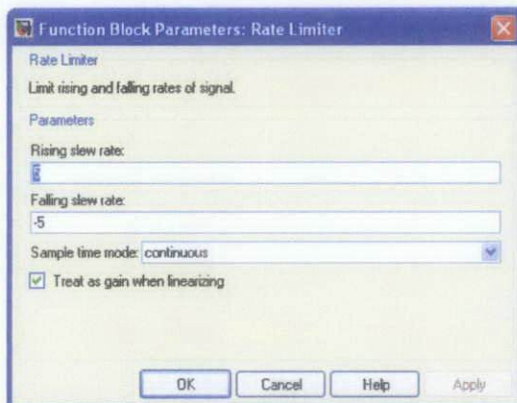 Function Block Parameters: Rate Limiter
Rate Limiter
Limit rising and falling rates of signal.
Parameters
Rising slew rate:
Falling slew rate:
-5
Sample time mode: continuous
Treat as gain when linearizing
OK Cancel Help Apply